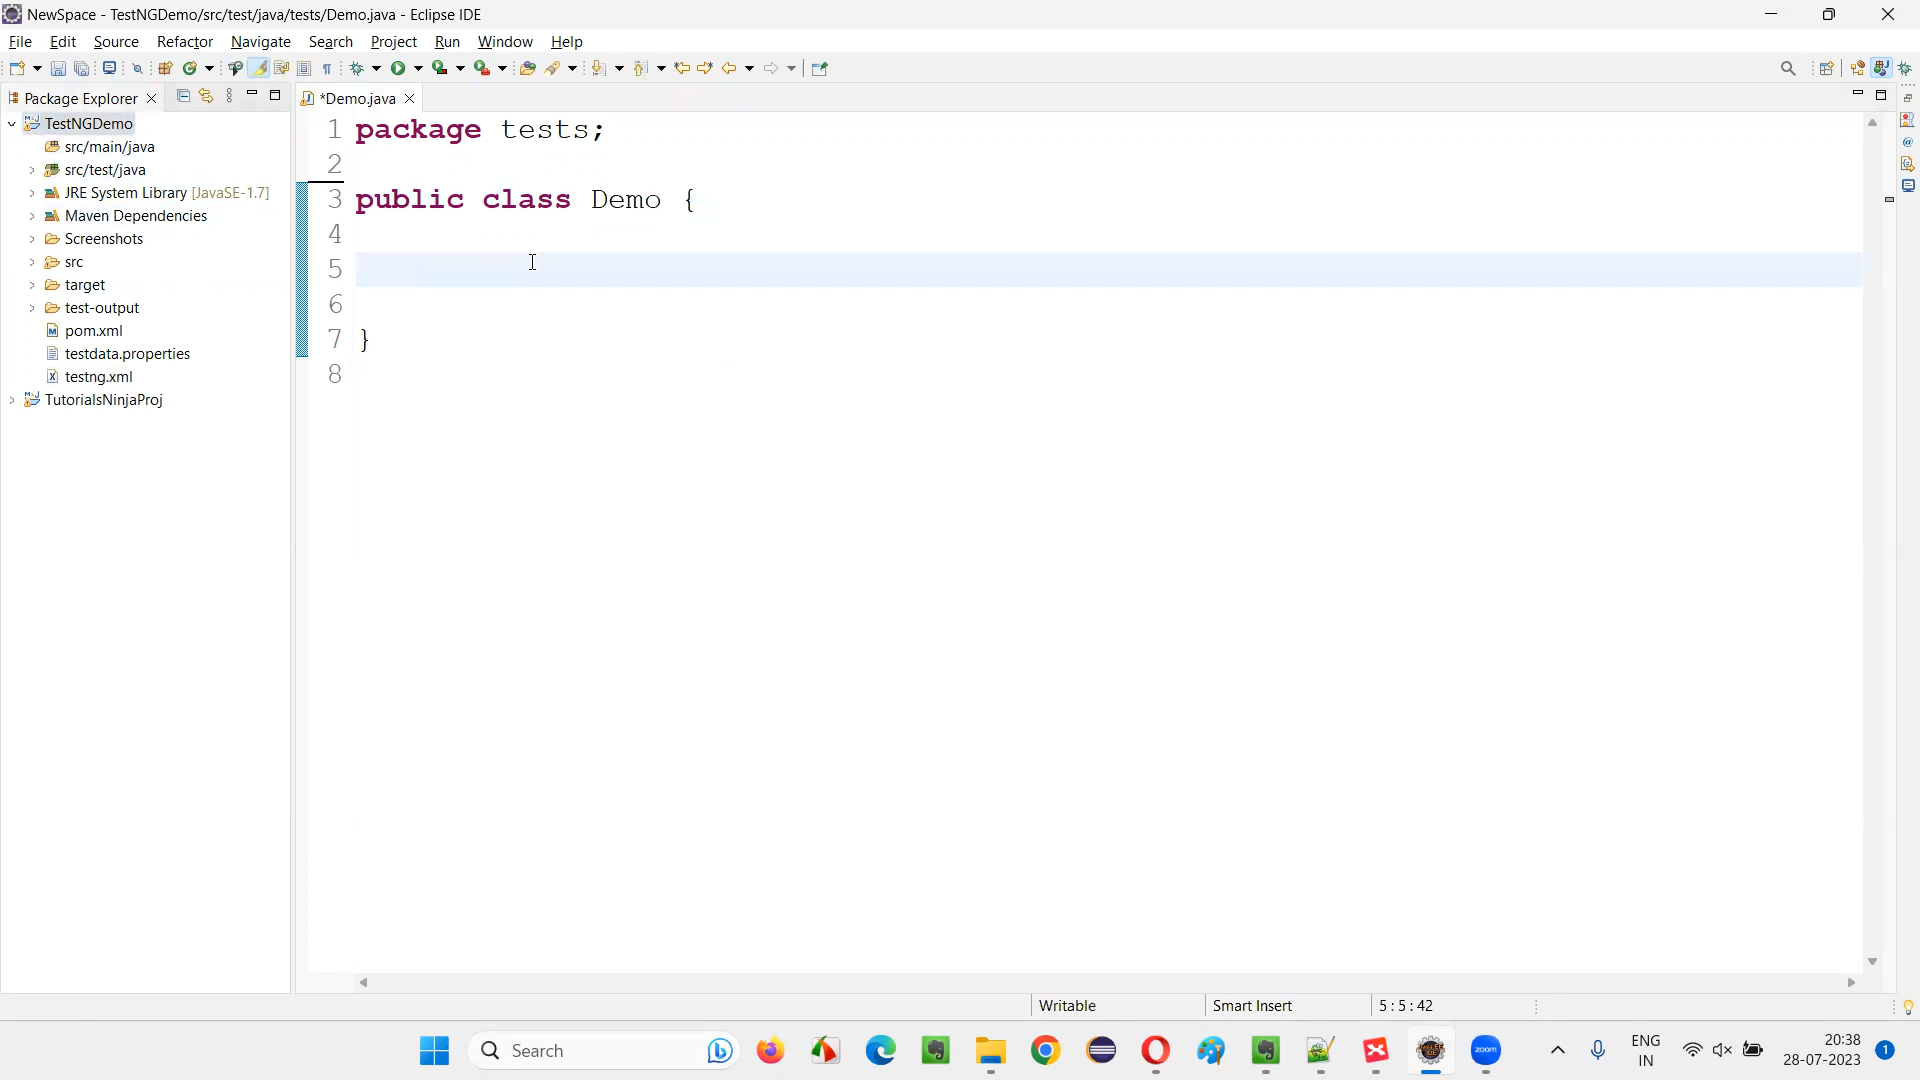 NewSpace - TestNGDemo/src/test/java/tests/Demo.java - Eclipse IDE
File Edit Source Refactor Navigate Search Project Run Window Help
Package Explorer
*Demo.java
TestNGDemo
src/main/java
src/test/java
JRE System Library [JavaSE-1.7]
Maven Dependencies
Screenshots
src
target
test-output
pom.xml
testdata.properties
testng.xml
TutorialsNinjaProj
1 package tests;
2
3 public class Demo {
4
5
6
7 }
8
Writable Smart Insert 5 : 5 : 42
Search
zoom
ENG
IN
20:38
28-07-2023
1